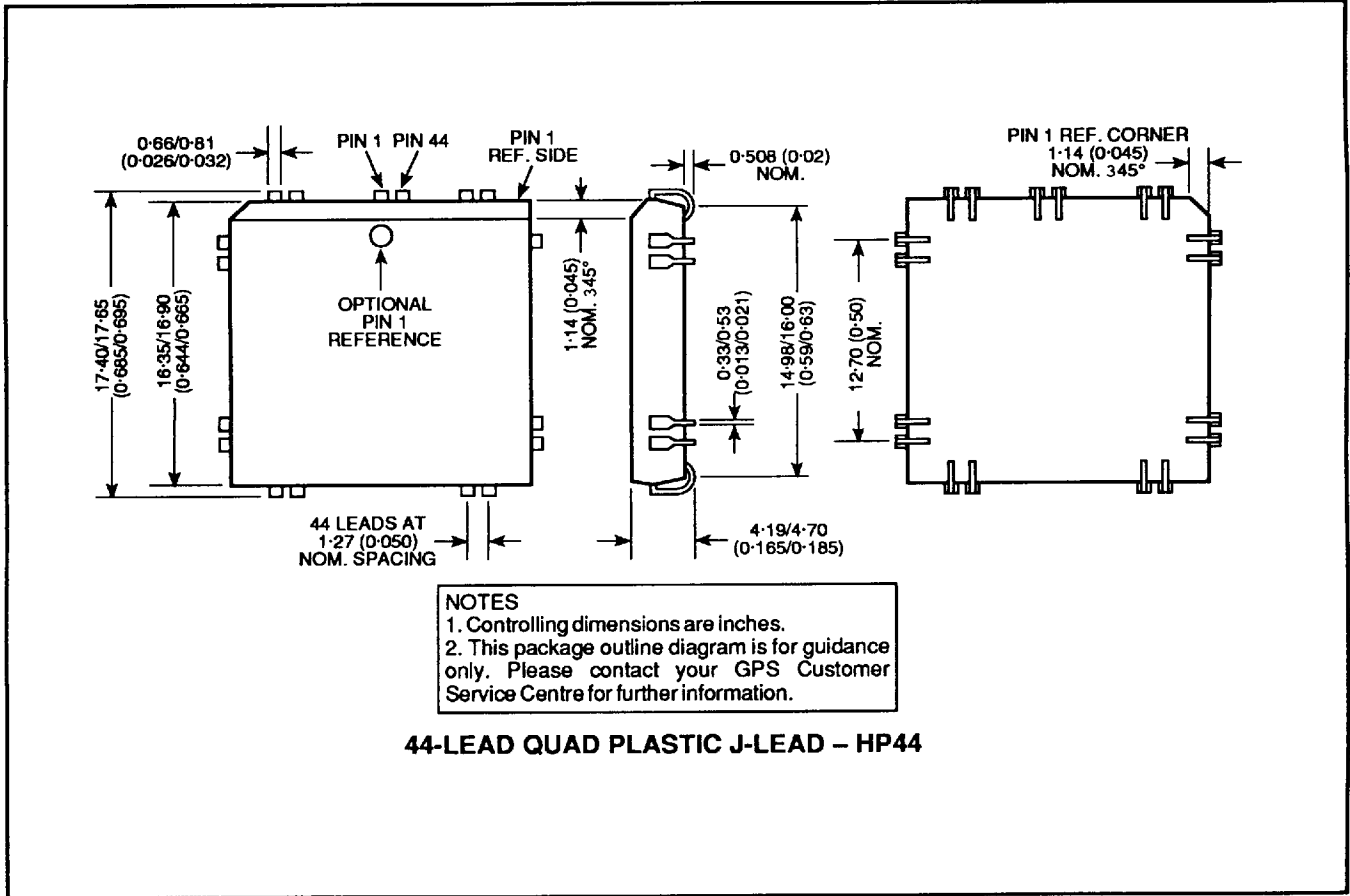 0·66/0·81
(0·026/0·032)
PIN 1
PIN 44
PIN 1
REF. SIDE
0·508 (0·02)
NOM.
PIN 1 REF. CORNER
1·14 (0·045)
NOM. 345°
17·40/17·65
(0·685/0·695)
16·35/16·90
(0·644/0·665)
OPTIONAL
PIN 1
REFERENCE
1·14 (0·045)
NOM. 345°
0·33/0·53
(0·013/0·021)
14·98/16·00
(0·59/0·63)
12·70 (0·50)
NOM.
44 LEADS AT
1·27 (0·050)
NOM. SPACING
4·19/4·70
(0·165/0·185)
NOTES
1. Controlling dimensions are inches.
2. This package outline diagram is for guidance
only. Please contact your GPS Customer
Service Centre for further information.
44-LEAD QUAD PLASTIC J-LEAD – HP44